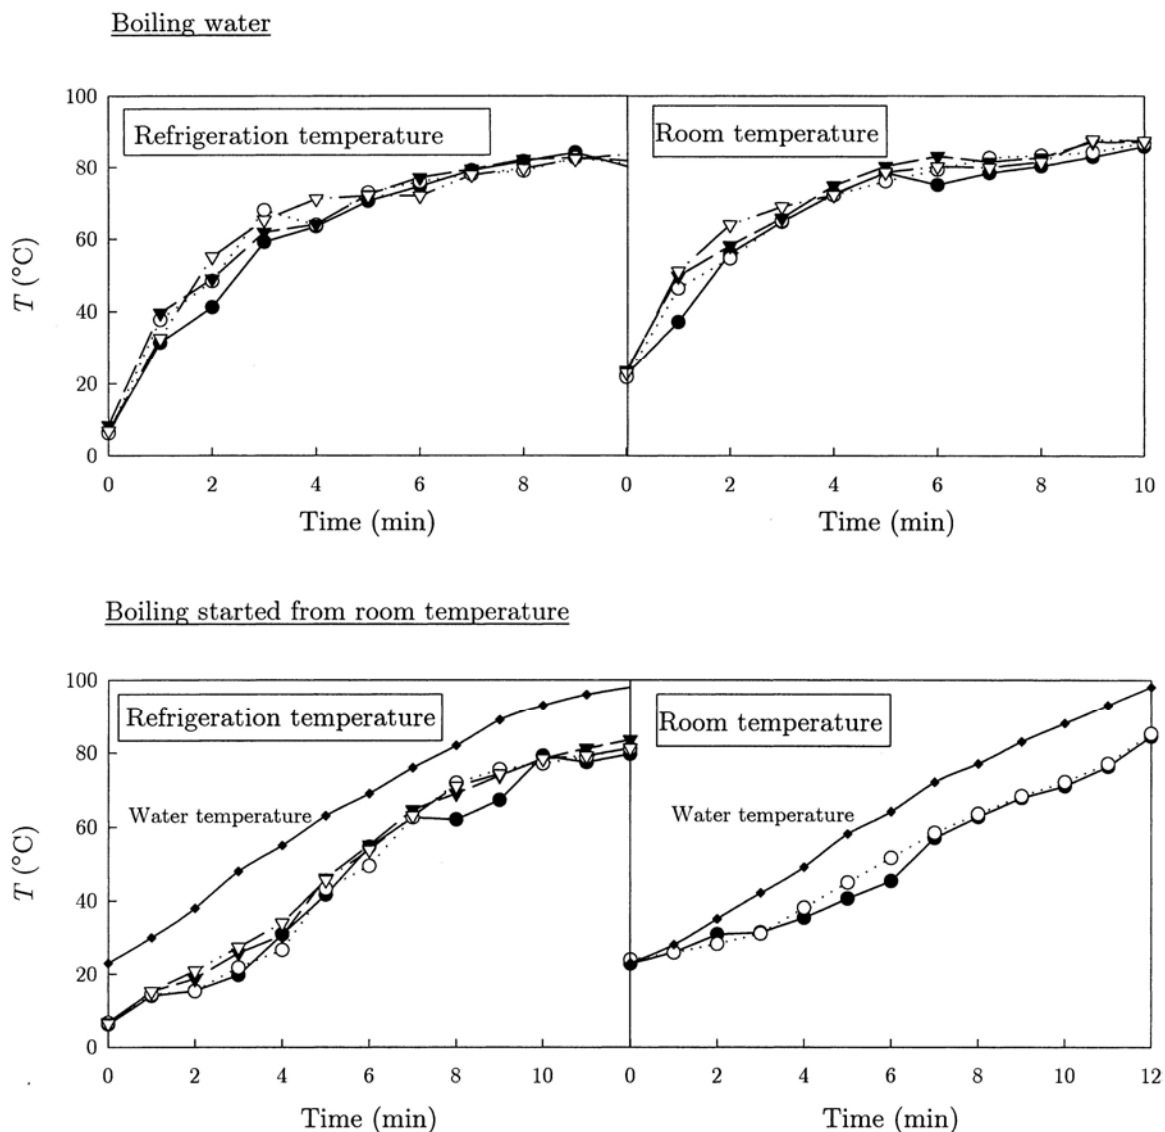 Boiling water
100
80
60
40
20
0
T (°C)
Refrigeration temperature
Room temperature
0 2 4 6 8 0 2 4 6 8 10
Time (min) Time (min)
Boiling started from room temperature
100
80
60
40
20
0
T (°C)
Refrigeration temperature
Water temperature
Room temperature
Water temperature
0 2 4 6 8 10 0 2 4 6 8 10 12
Time (min) Time (min)